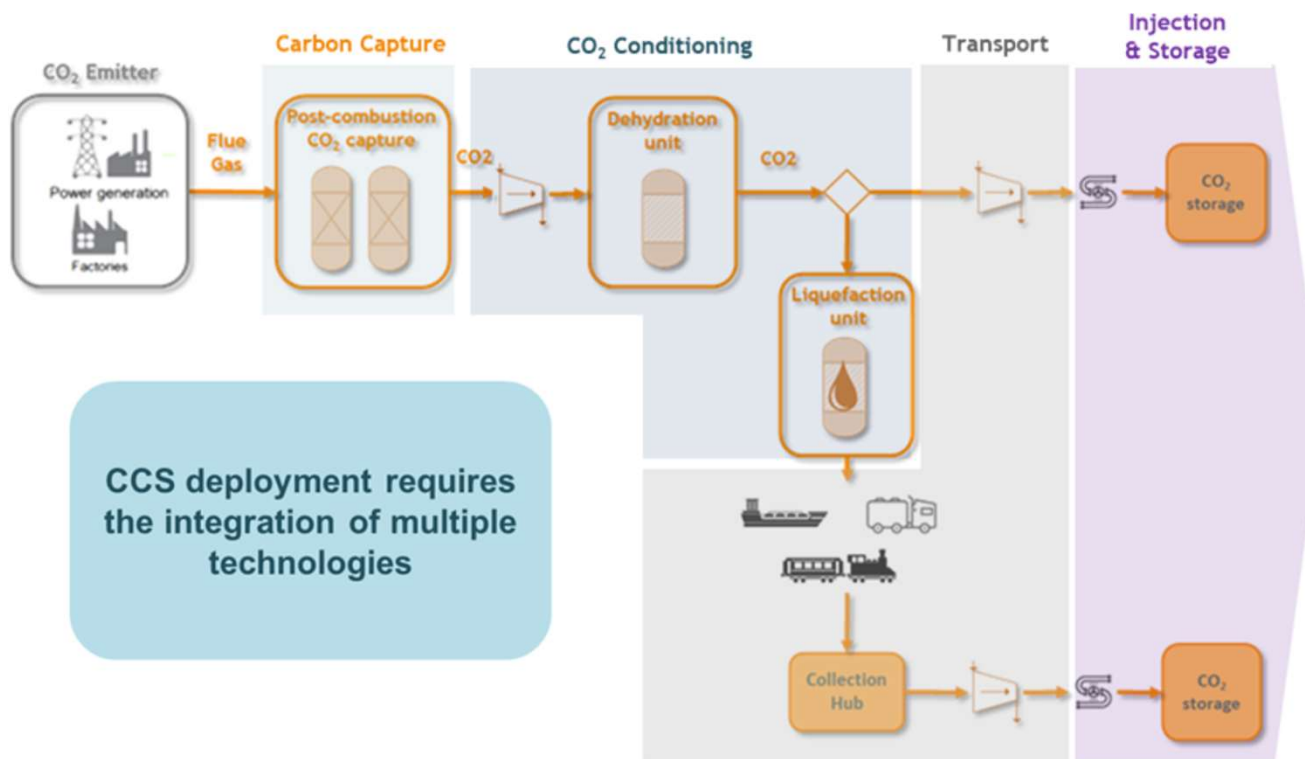 Carbon Capture
CO₂ Conditioning
Transport
Injection
& Storage
CO₂ Emitter
Power generation
Factories
Flue
Gas
Post-combustion
CO₂ capture
CO2
Dehydration
unit
CO2
CO₂
storage
Liquefaction
unit
CCS deployment requires
the integration of multiple
technologies
Collection
Hub
CO₂
storage